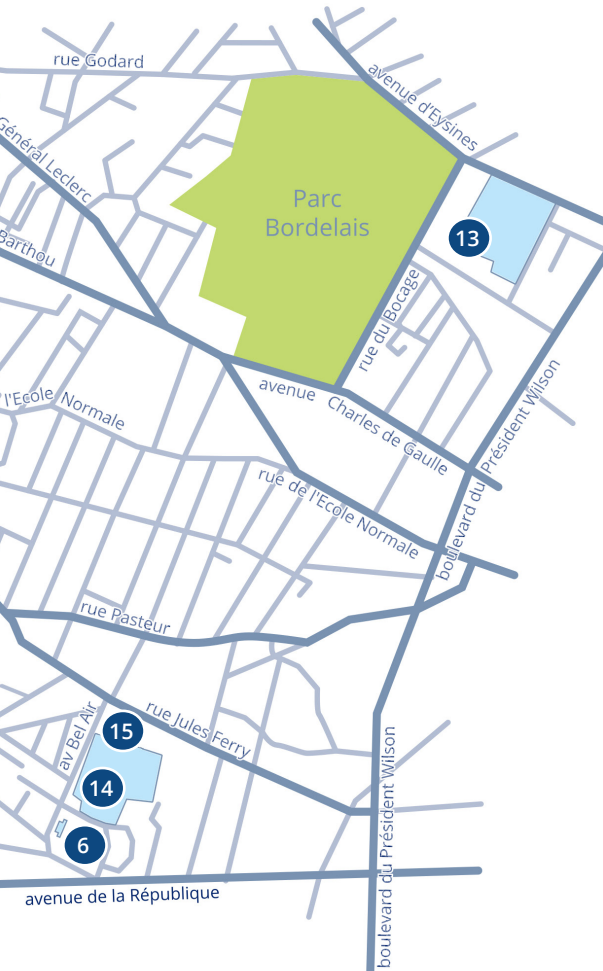 rue Godard
avenue d'Eysines
Général Leclerc
Parc
Bordelais
13
Barthou
rue du Bocage
avenue Charles de Gaulle
boulevard du Président Wilson
l'Ecole Normale
rue de l'Ecole Normale
rue Pasteur
rue Jules Ferry
av Bel Air
15
14
6
boulevard du Président Wilson
avenue de la République